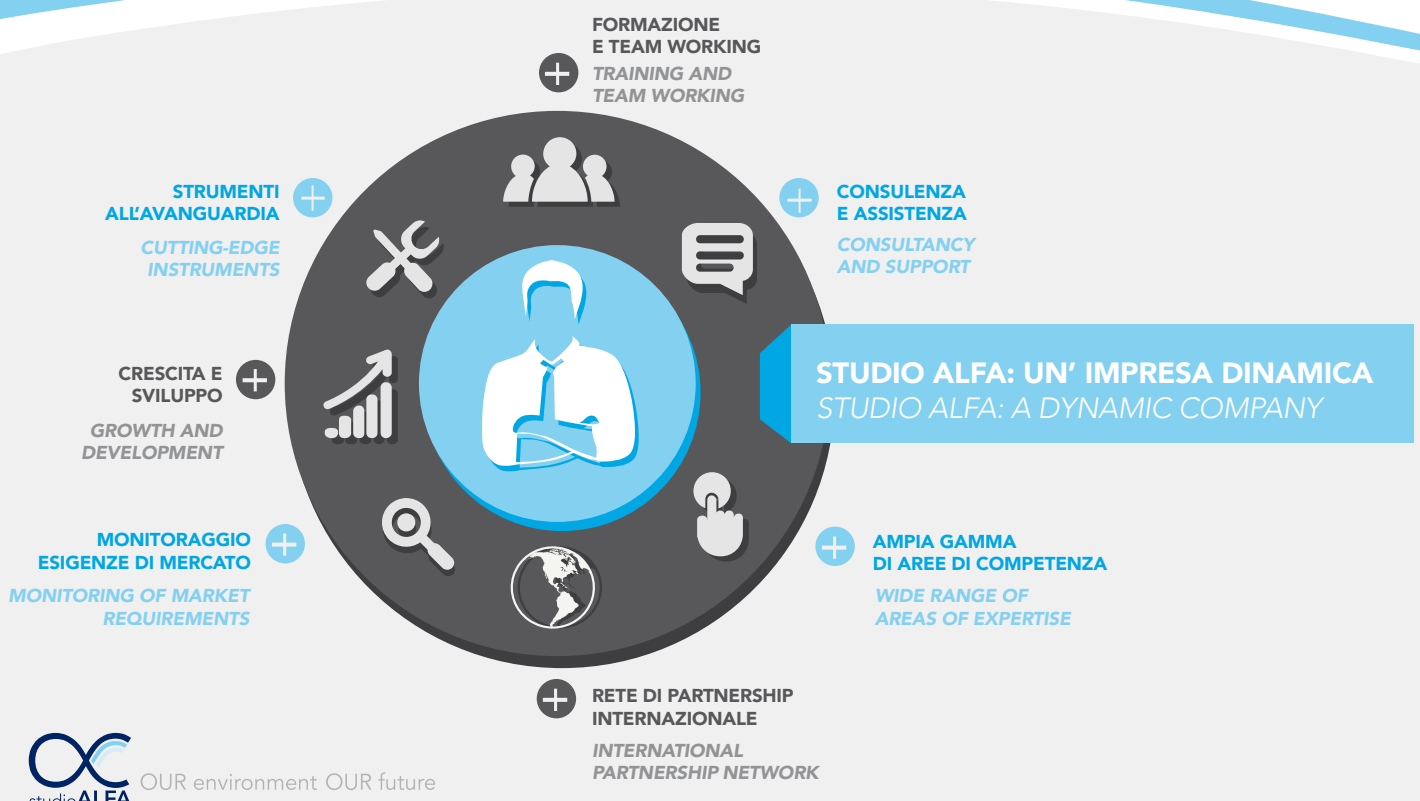 FORMAZIONE
E TEAM WORKING
TRAINING AND
TEAM WORKING
STRUMENTI
ALL'AVANGUARDIA
CUTTING-EDGE
INSTRUMENTS
CONSULENZA
E ASSISTENZA
CONSULTANCY
AND SUPPORT
CRESCITA E
SVILUPPO
GROWTH AND
DEVELOPMENT
STUDIO ALFA: UN' IMPRESA DINAMICA
STUDIO ALFA: A DYNAMIC COMPANY
MONITORAGGIO
ESIGENZE DI MERCATO
MONITORING OF MARKET
REQUIREMENTS
AMPIA GAMMA
DI AREE DI COMPETENZA
WIDE RANGE OF
AREAS OF EXPERTISE
RETE DI PARTNERSHIP
INTERNAZIONALE
INTERNATIONAL
PARTNERSHIP NETWORK
studioALFA
OUR environment OUR future